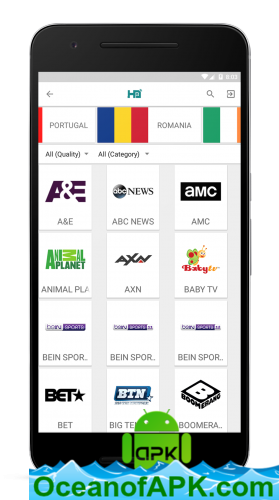 8:03
HD
PORTUGAL
ROMANIA
All (Quality)
All (Category)
A&E
abc NEWS
AMC
A&E
ABC NEWS
AMC
ANIMAL PLANET
AXN
Babytv
ANIMAL PLA
AXN
BABY TV
beIN SPORTS
beIN SPORTS
beIN SPORTS
BEIN SPOR..
BEIN SPOR..
BEIN SPOR..
BET
BTN
BOOMERANG
BET
BIG TE
BOOMERA..
apk
OceanofAPK.com